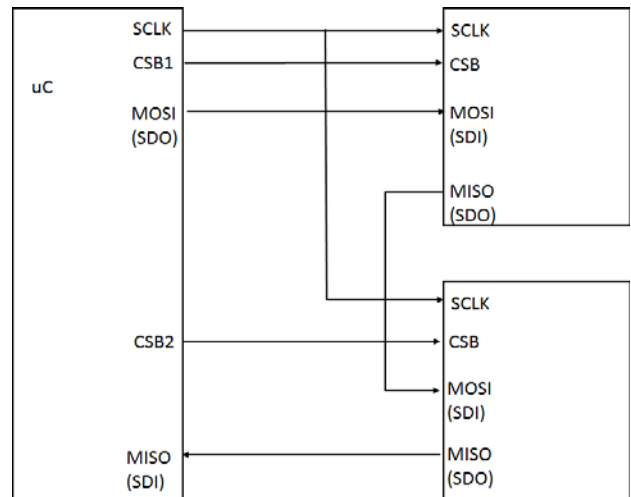 uC
SCLK
CSB1
MOSI
(SDO)
CSB2
MISO
(SDI)
SCLK
CSB
MOSI
(SDI)
MISO
(SDO)
SCLK
CSB
MOSI
(SDI)
MISO
(SDO)